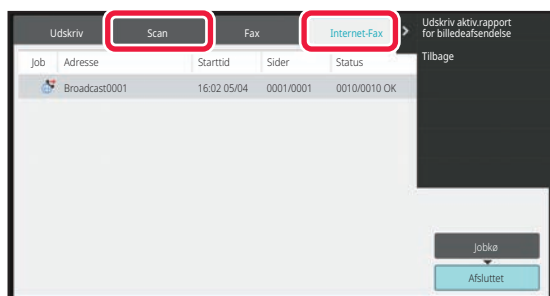 Udskriv Scan Fax Internet-Fax
Job Adresse Starttid Sider Status
Broadcast0001 16:02 05/04 0001/0001 0010/0010 OK
Udskriv aktiv.rapport
for billedeafsendelse
Tilbage
Jobkø
Afsluttet